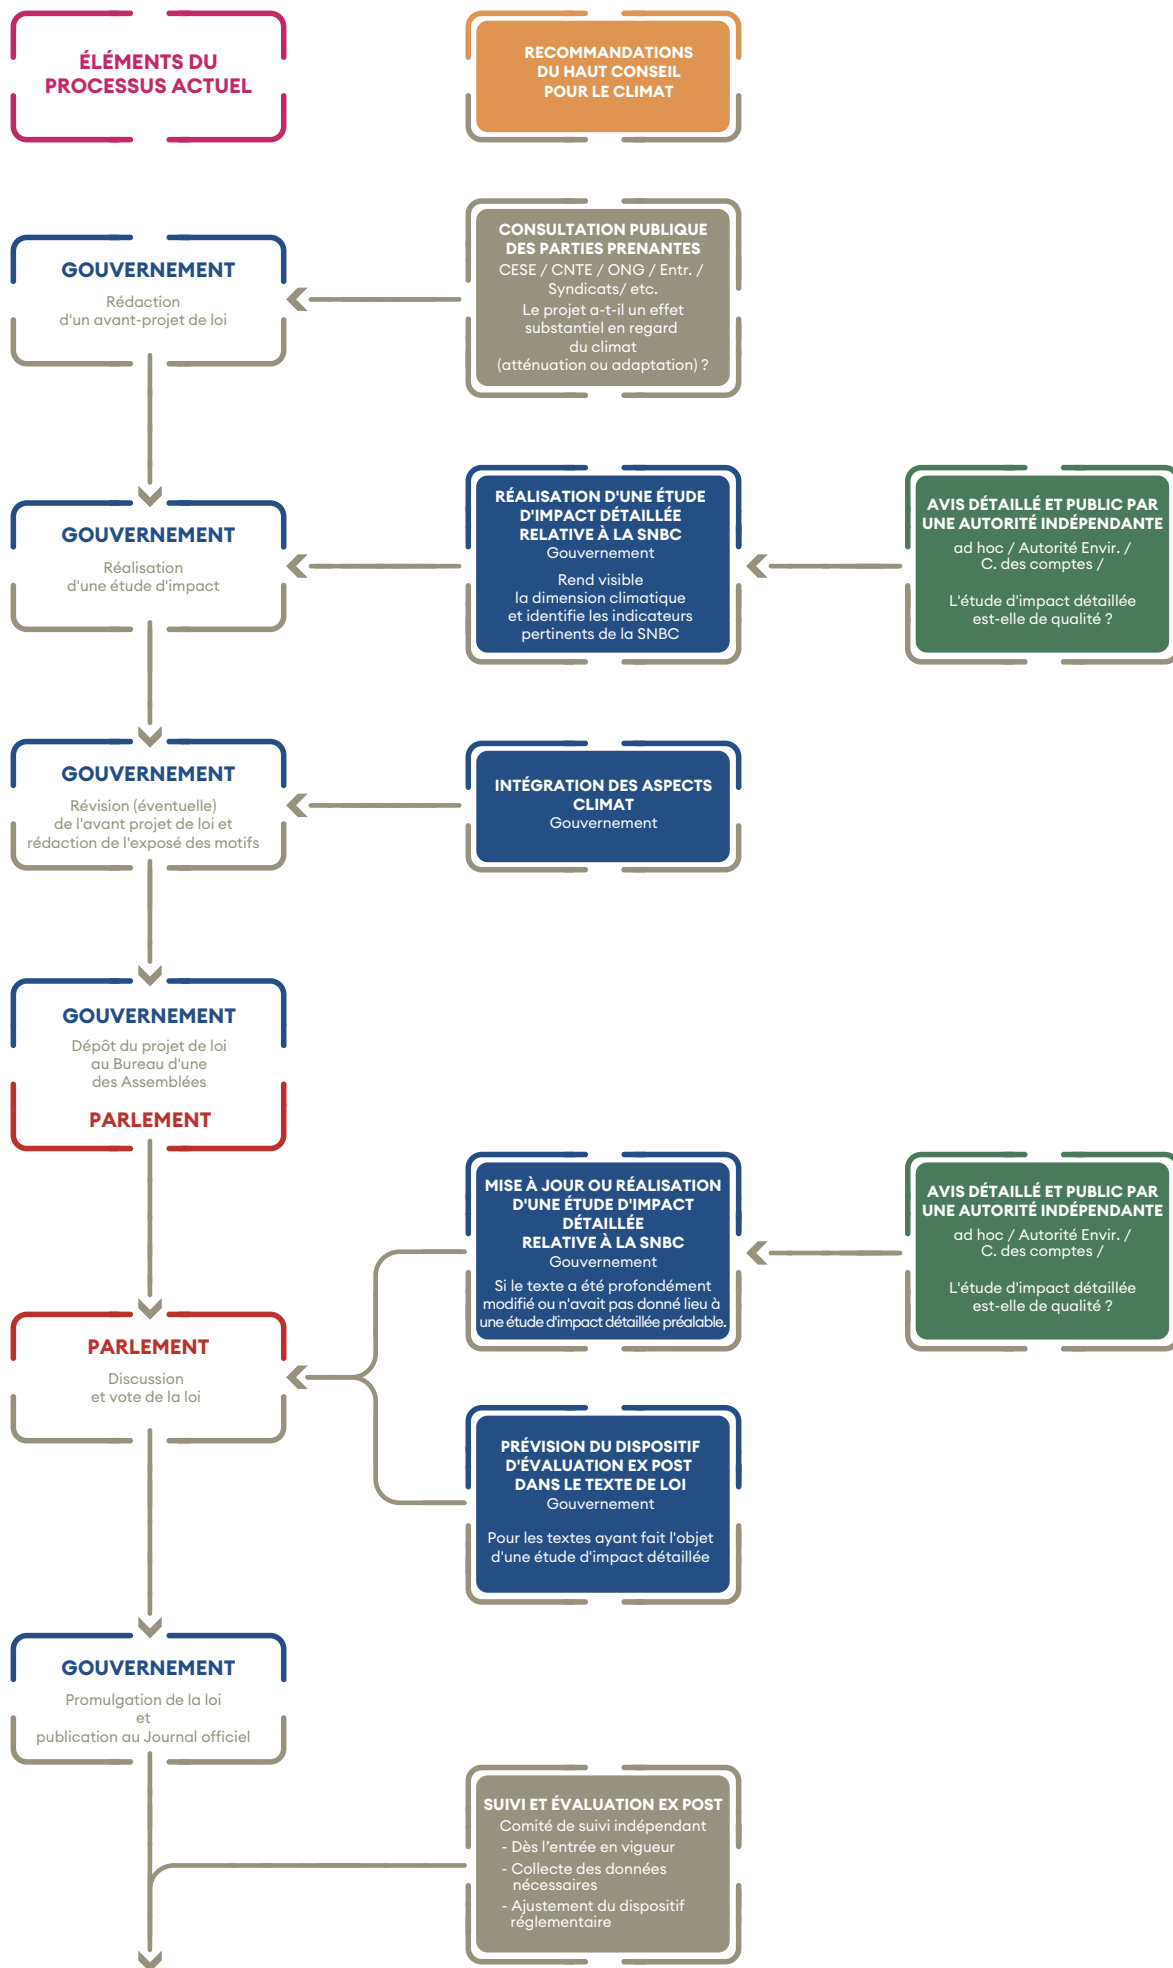 ÉLÉMENTS DU
PROCESSUS ACTUEL
RECOMMANDATIONS
DU HAUT CONSEIL
POUR LE CLIMAT
GOUVERNEMENT
Rédaction
d'un avant-projet de loi
CONSULTATION PUBLIQUE
DES PARTIES PRENANTES
CESE / CNTE / ONG / Entr. /
Syndicats/ etc.
Le projet a-t-il un effet
substantiel en regard
du climat
(atténuation ou adaptation) ?
GOUVERNEMENT
Réalisation
d'une étude d'impact
RÉALISATION D'UNE ÉTUDE
D'IMPACT DÉTAILLÉE
RELATIVE À LA SNBC
Gouvernement
Rend visible
la dimension climatique
et identifie les indicateurs
pertinents de la SNBC
AVIS DÉTAILLÉ ET PUBLIC PAR
UNE AUTORITÉ INDÉPENDANTE
ad hoc / Autorité Envir. /
C. des comptes /
L'étude d'impact détaillée
est-elle de qualité ?
GOUVERNEMENT
Révision (éventuelle)
de l'avant projet de loi et
rédaction de l'exposé des motifs
INTÉGRATION DES ASPECTS
CLIMAT
Gouvernement
GOUVERNEMENT
Dépôt du projet de loi
au Bureau d'une
des Assemblées
PARLEMENT
MISE À JOUR OU RÉALISATION
D'UNE ÉTUDE D'IMPACT
DÉTAILLÉE
RELATIVE À LA SNBC
Gouvernement
Si le texte a été profondément
modifié ou n'avait pas donné lieu à
une étude d'impact détaillée préalable.
AVIS DÉTAILLÉ ET PUBLIC PAR
UNE AUTORITÉ INDÉPENDANTE
ad hoc / Autorité Envir. /
C. des comptes /
L'étude d'impact détaillée
est-elle de qualité ?
PARLEMENT
Discussion
et vote de la loi
PRÉVISION DU DISPOSITIF
D'ÉVALUATION EX POST
DANS LE TEXTE DE LOI
Gouvernement
Pour les textes ayant fait l'objet
d'une étude d'impact détaillée
GOUVERNEMENT
Promulgation de la loi
et
publication au Journal officiel
SUIVI ET ÉVALUATION EX POST
Comité de suivi indépendant
- Dès l'entrée en vigueur
- Collecte des données
nécessaires
- Ajustement du dispositif
réglementaire